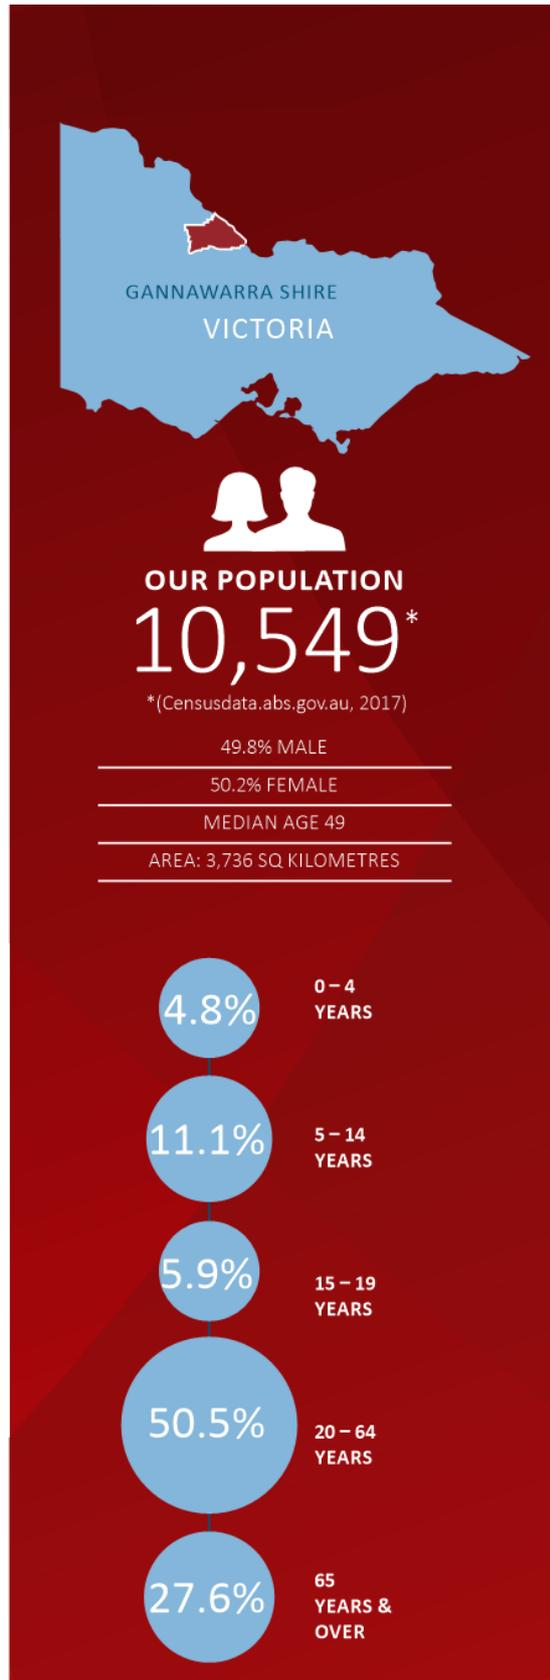 GANNAWARRA SHIRE
VICTORIA
OUR POPULATION
10,549*
*(Censusdata.abs.gov.au, 2017)
49.8% MALE
50.2% FEMALE
MEDIAN AGE 49
AREA: 3,736 SQ KILOMETRES
4.8%
0 – 4
YEARS
11.1%
5 – 14
YEARS
5.9%
15 – 19
YEARS
50.5%
20 – 64
YEARS
27.6%
65
YEARS &
OVER